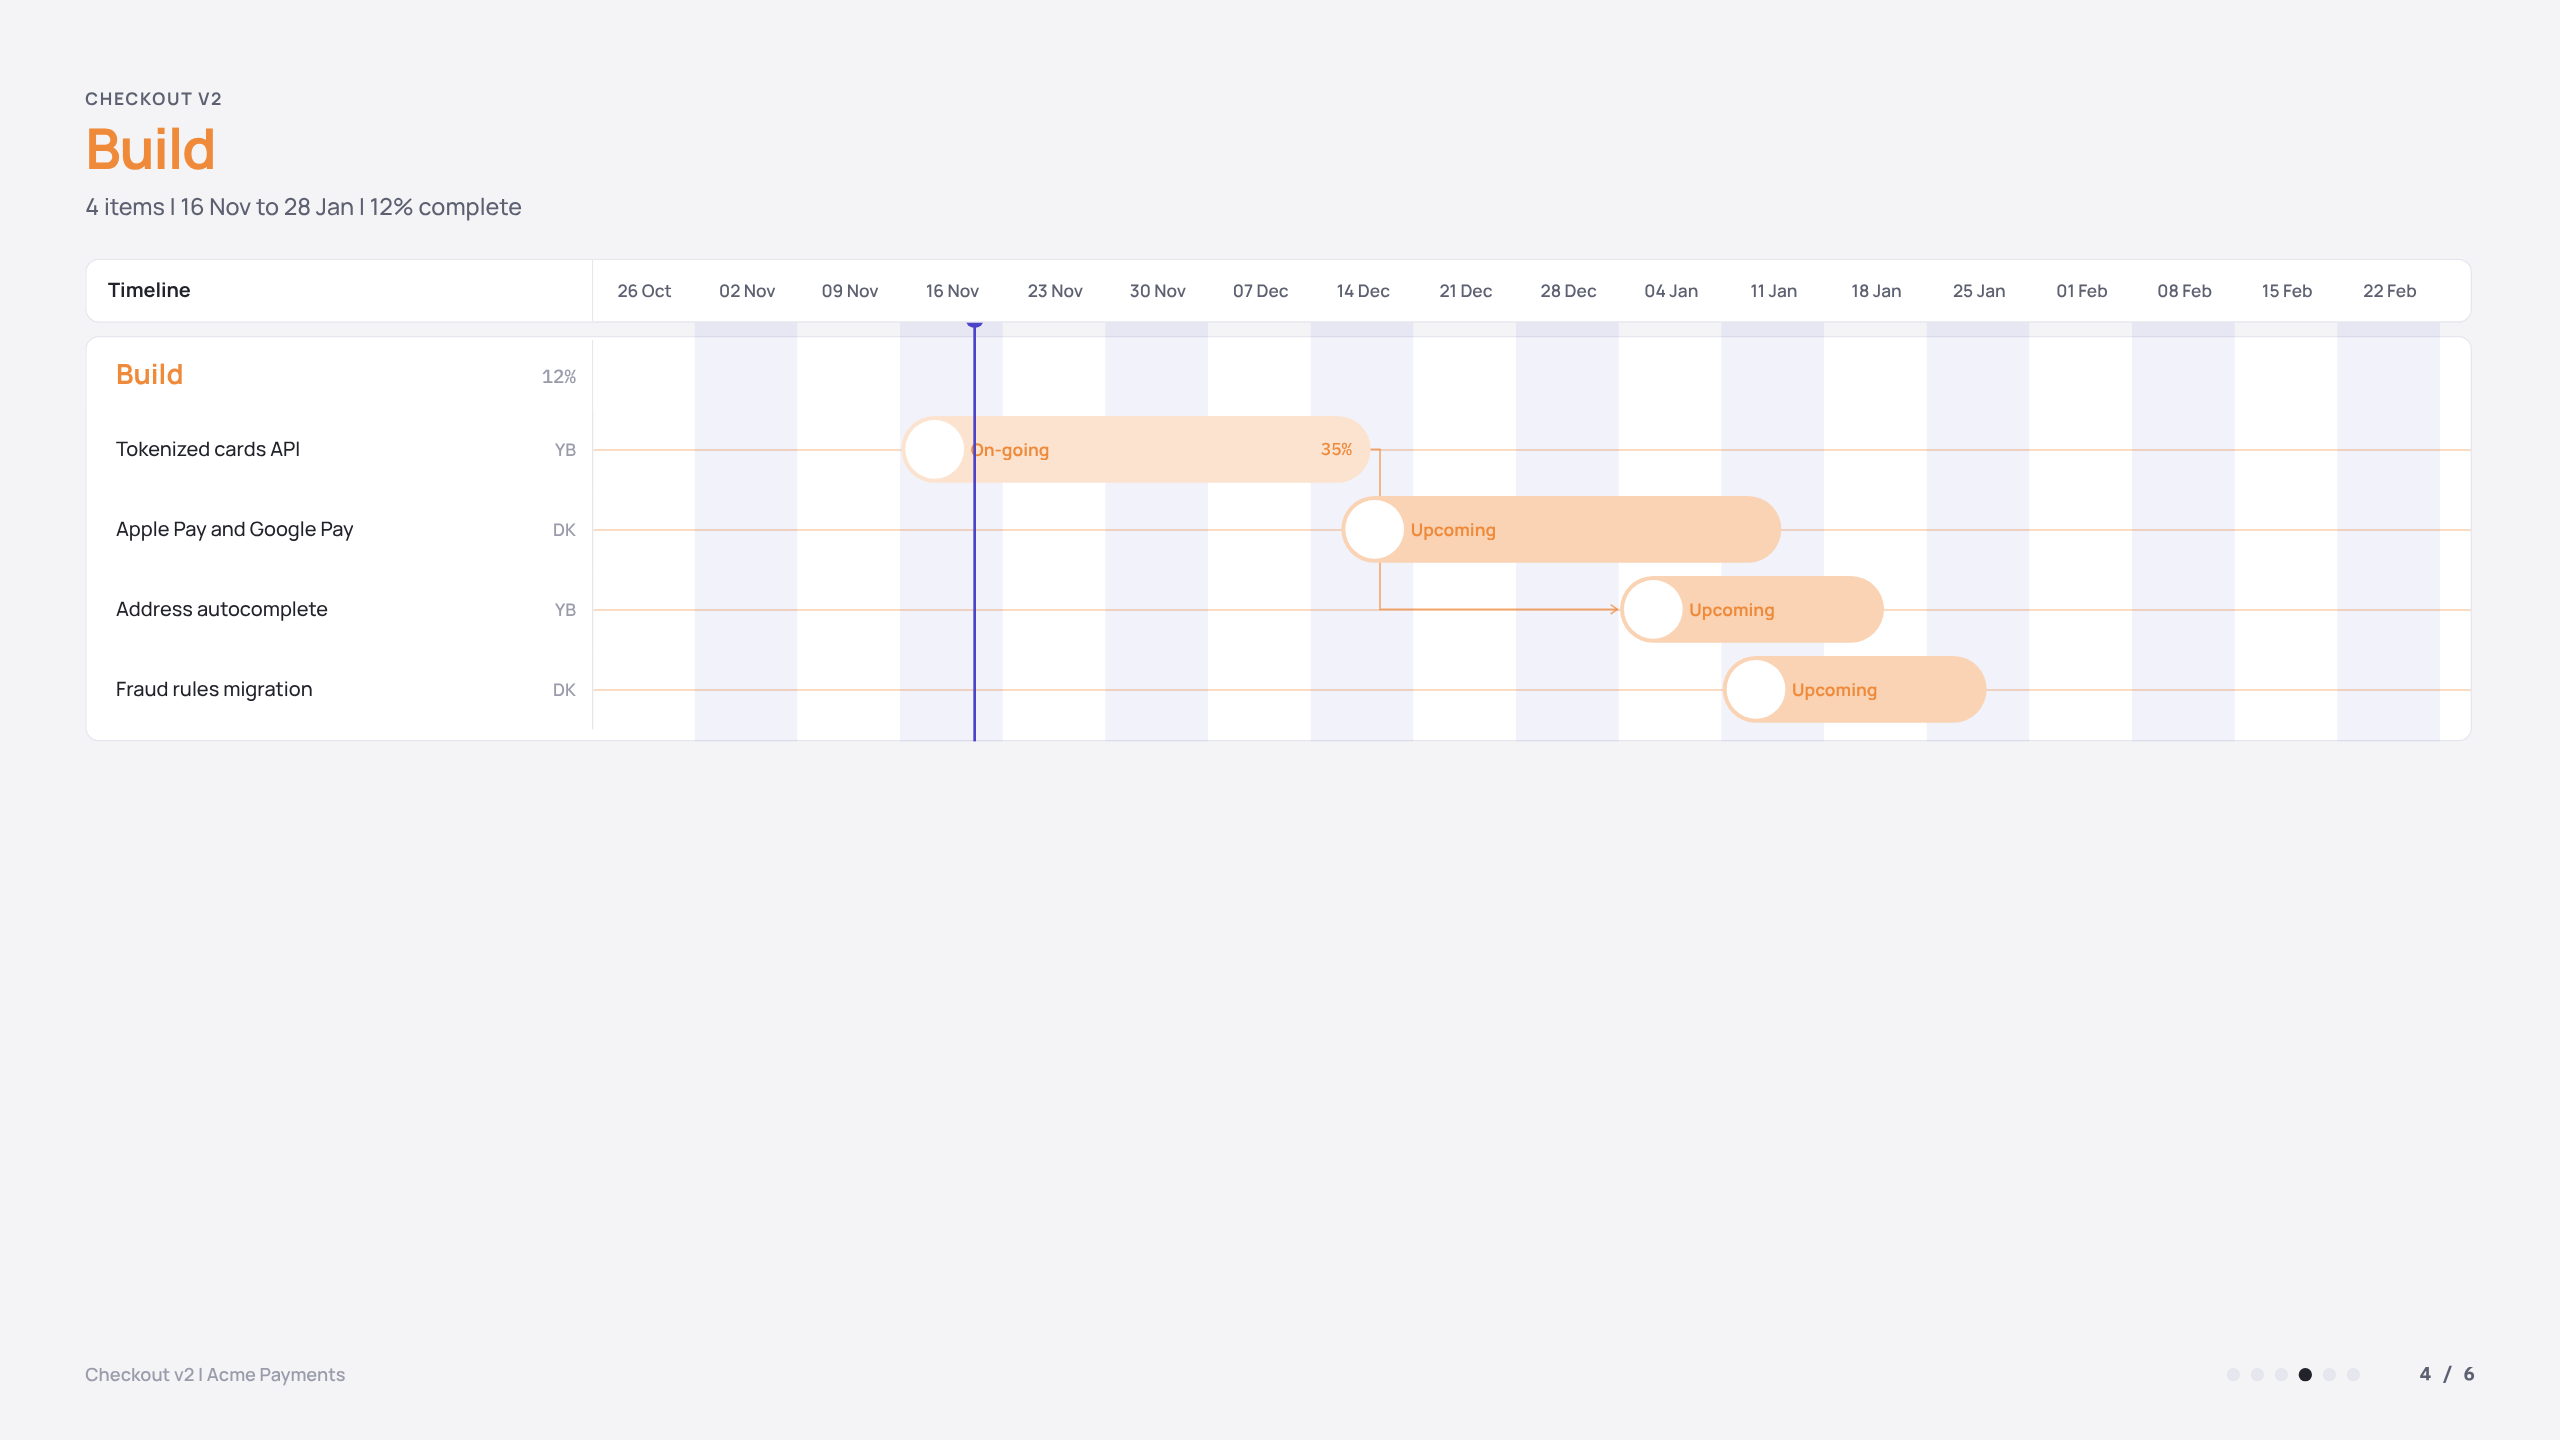 CHECKOUT V2
Build
4 items | 16 Nov to 28 Jan | 12% complete
Timeline 26 Oct 02 Nov 09 Nov 16 Nov 23 Nov 30 Nov 07 Dec 14 Dec 21 Dec 28 Dec 04 Jan 11 Jan 18 Jan 25 Jan 01 Feb 08 Feb 15 Feb 22 Feb
Build 12%
Tokenized cards API YB On-going 35%
Apple Pay and Google Pay DK Upcoming
Address autocomplete YB Upcoming
Fraud rules migration DK Upcoming
Checkout v2 | Acme Payments 4 / 6